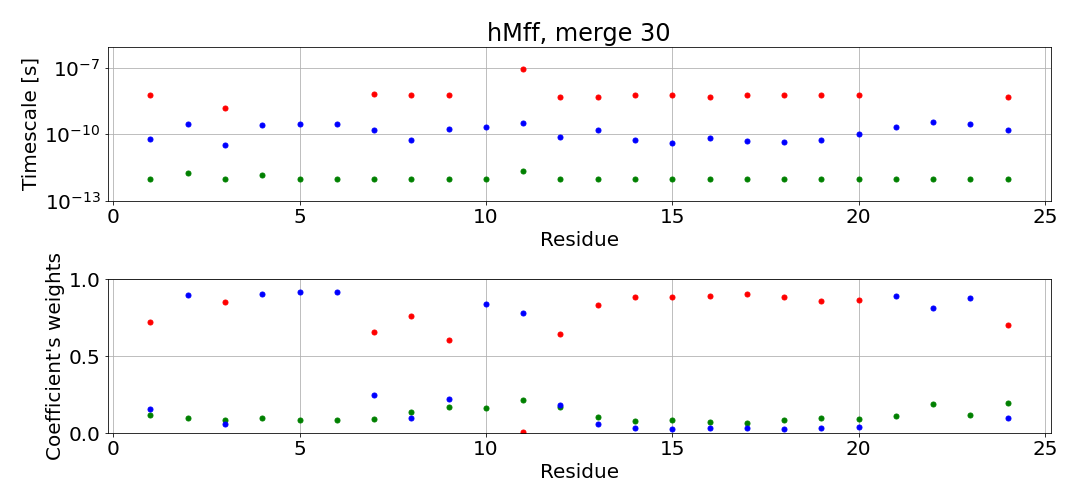 hMff, merge 30
Timescale [s]
10⁻⁷
10⁻¹⁰
10⁻¹³
0 5 10 15 20 25
Residue
Coefficient's weights
1.0
0.5
0.0
0 5 10 15 20 25
Residue